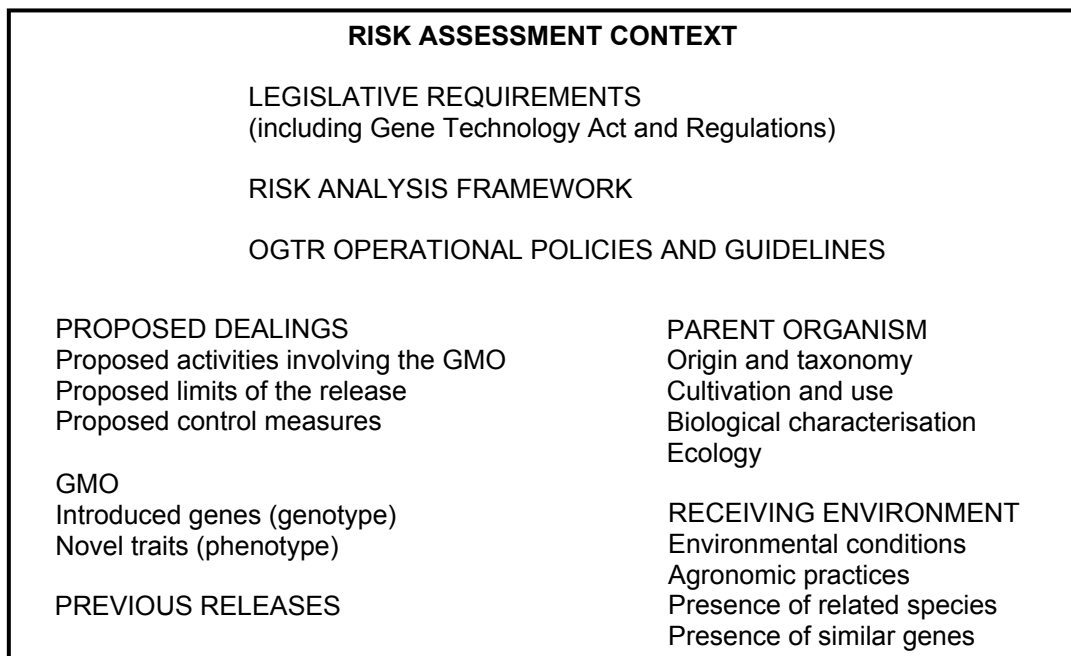 RISK ASSESSMENT CONTEXT
LEGISLATIVE REQUIREMENTS
(including Gene Technology Act and Regulations)
RISK ANALYSIS FRAMEWORK
OGTR OPERATIONAL POLICIES AND GUIDELINES
PROPOSED DEALINGS
Proposed activities involving the GMO
Proposed limits of the release
Proposed control measures
GMO
Introduced genes (genotype)
Novel traits (phenotype)
PREVIOUS RELEASES
PARENT ORGANISM
Origin and taxonomy
Cultivation and use
Biological characterisation
Ecology
RECEIVING ENVIRONMENT
Environmental conditions
Agronomic practices
Presence of related species
Presence of similar genes